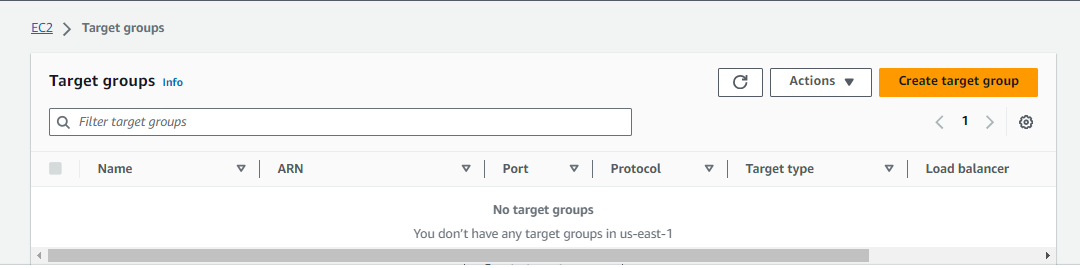 EC2 > Target groups
Target groups Info
Actions
Create target group
Filter target groups
1
Name ARN Port Protocol Target type Load balancer
No target groups
You don’t have any target groups in us-east-1